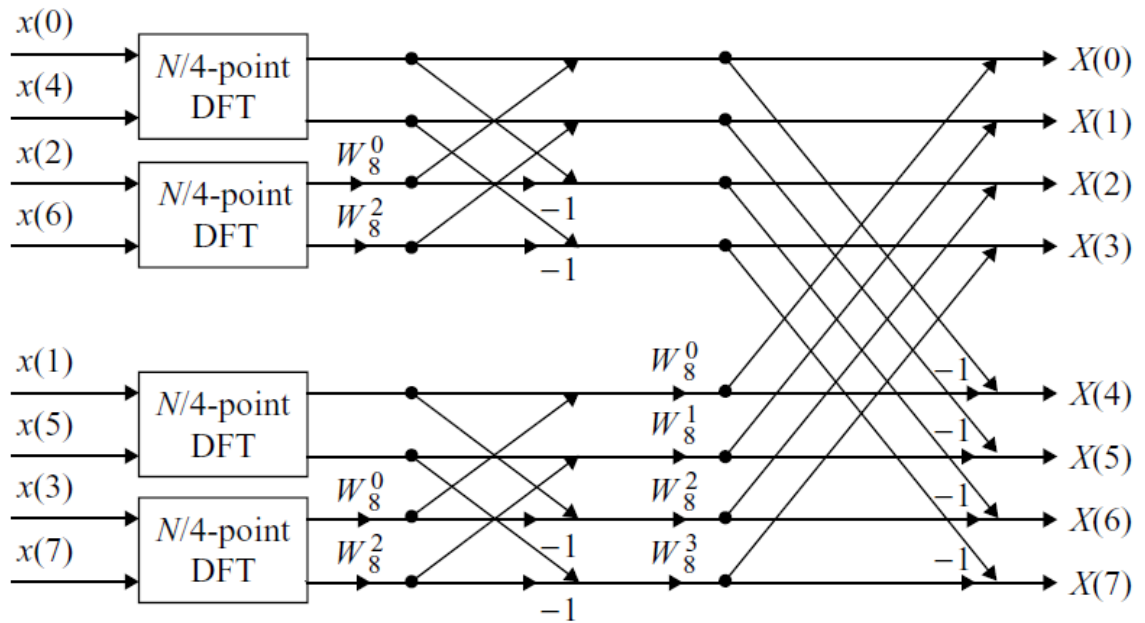 x(0)
x(4)
N/4-point
DFT
x(2)
x(6)
N/4-point
DFT
W_8^0
W_8^2
−1
−1
X(0)
X(1)
X(2)
X(3)
x(1)
x(5)
N/4-point
DFT
x(3)
x(7)
N/4-point
DFT
W_8^0
W_8^2
−1
−1
W_8^0
W_8^1
W_8^2
W_8^3
−1
−1
−1
−1
X(4)
X(5)
X(6)
X(7)